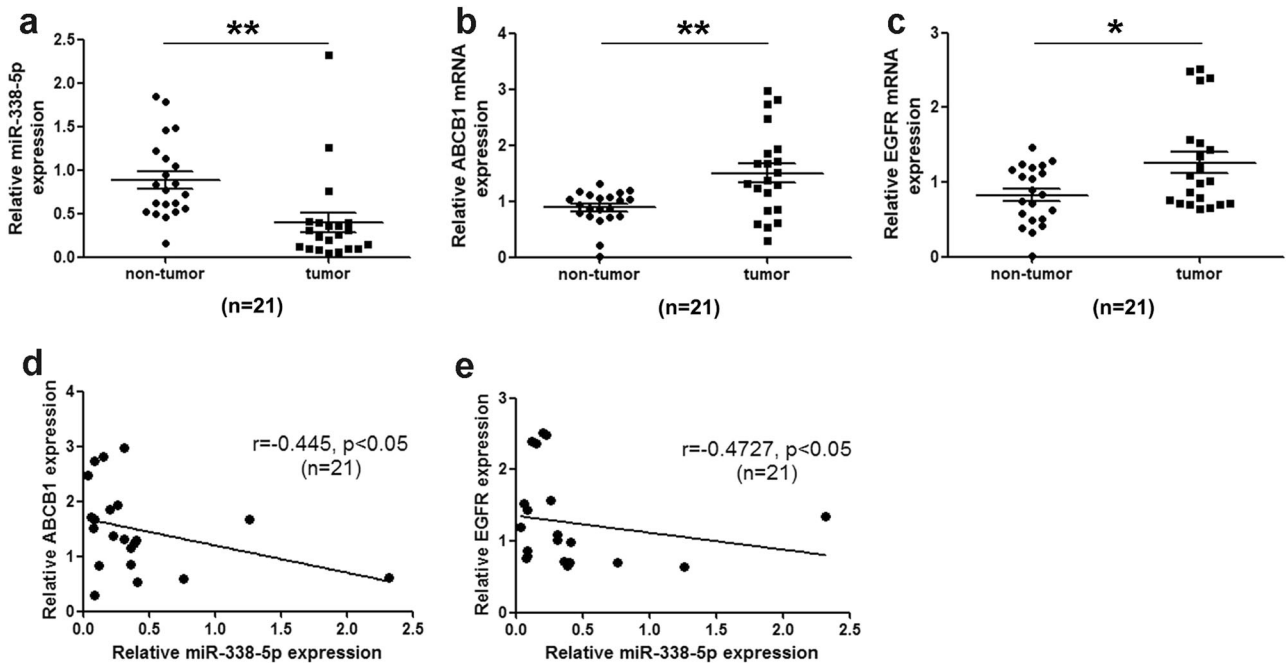 a
**
Relative miR-338-5p
expression
2.5
2.0
1.5
1.0
0.5
0.0
non-tumor
tumor
(n=21)
b
**
Relative ABCB1 mRNA
expression
4
3
2
1
0
non-tumor
tumor
(n=21)
c
*
Relative EGFR mRNA
expression
3
2
1
0
non-tumor
tumor
(n=21)
d
Relative ABCB1 expression
4
3
2
1
0
r=-0.445, p<0.05
(n=21)
0.0 0.5 1.0 1.5 2.0 2.5
Relative miR-338-5p expression
e
Relative EGFR expression
3
2
1
0
r=-0.4727, p<0.05
(n=21)
0.0 0.5 1.0 1.5 2.0 2.5
Relative miR-338-5p expression